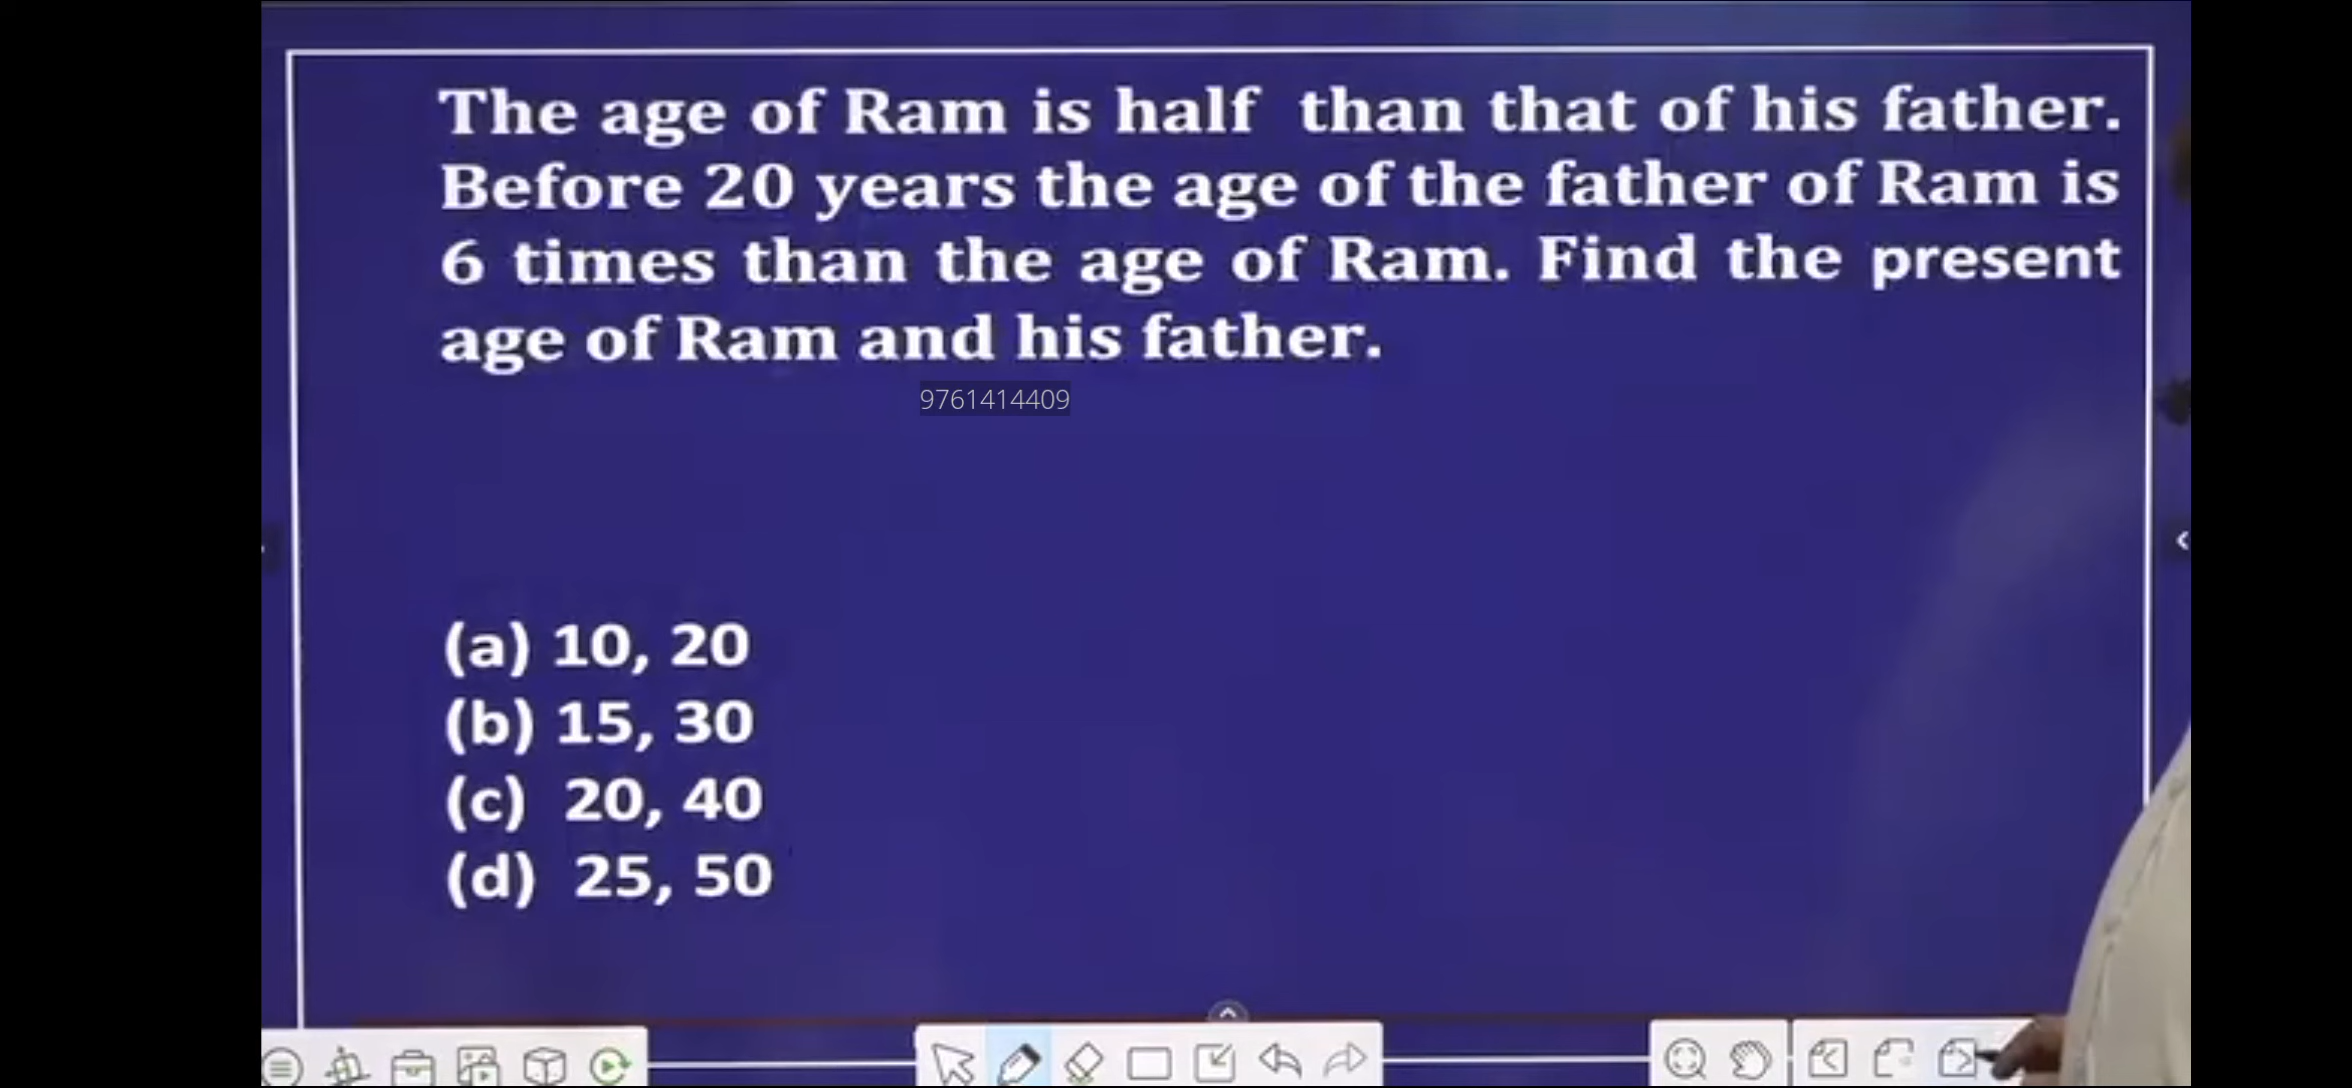 The age of Ram is half than that of his father.
Before 20 years the age of the father of Ram is
6 times than the age of Ram. Find the present
age of Ram and his father.
9761414409
(a) 10, 20
(b) 15, 30
(c) 20, 40
(d) 25, 50